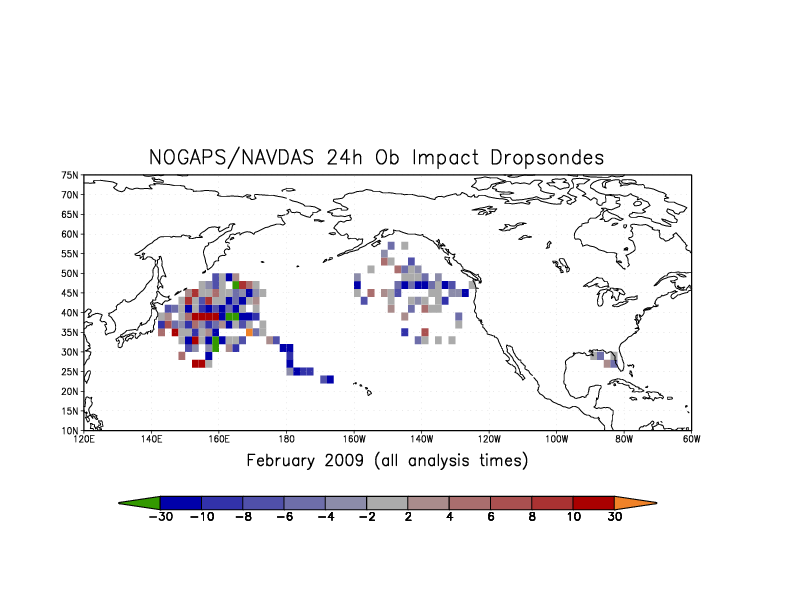 NOGAPS/NAVDAS 24h Ob Impact Dropsondes
75N
70N
65N
60N
55N
50N
45N
40N
35N
30N
25N
20N
15N
10N
120E 140E 160E 180 160W 140W 120W 100W 80W 60W
February 2009 (all analysis times)
-30 -10 -8 -6 -4 -2 2 4 6 8 10 30